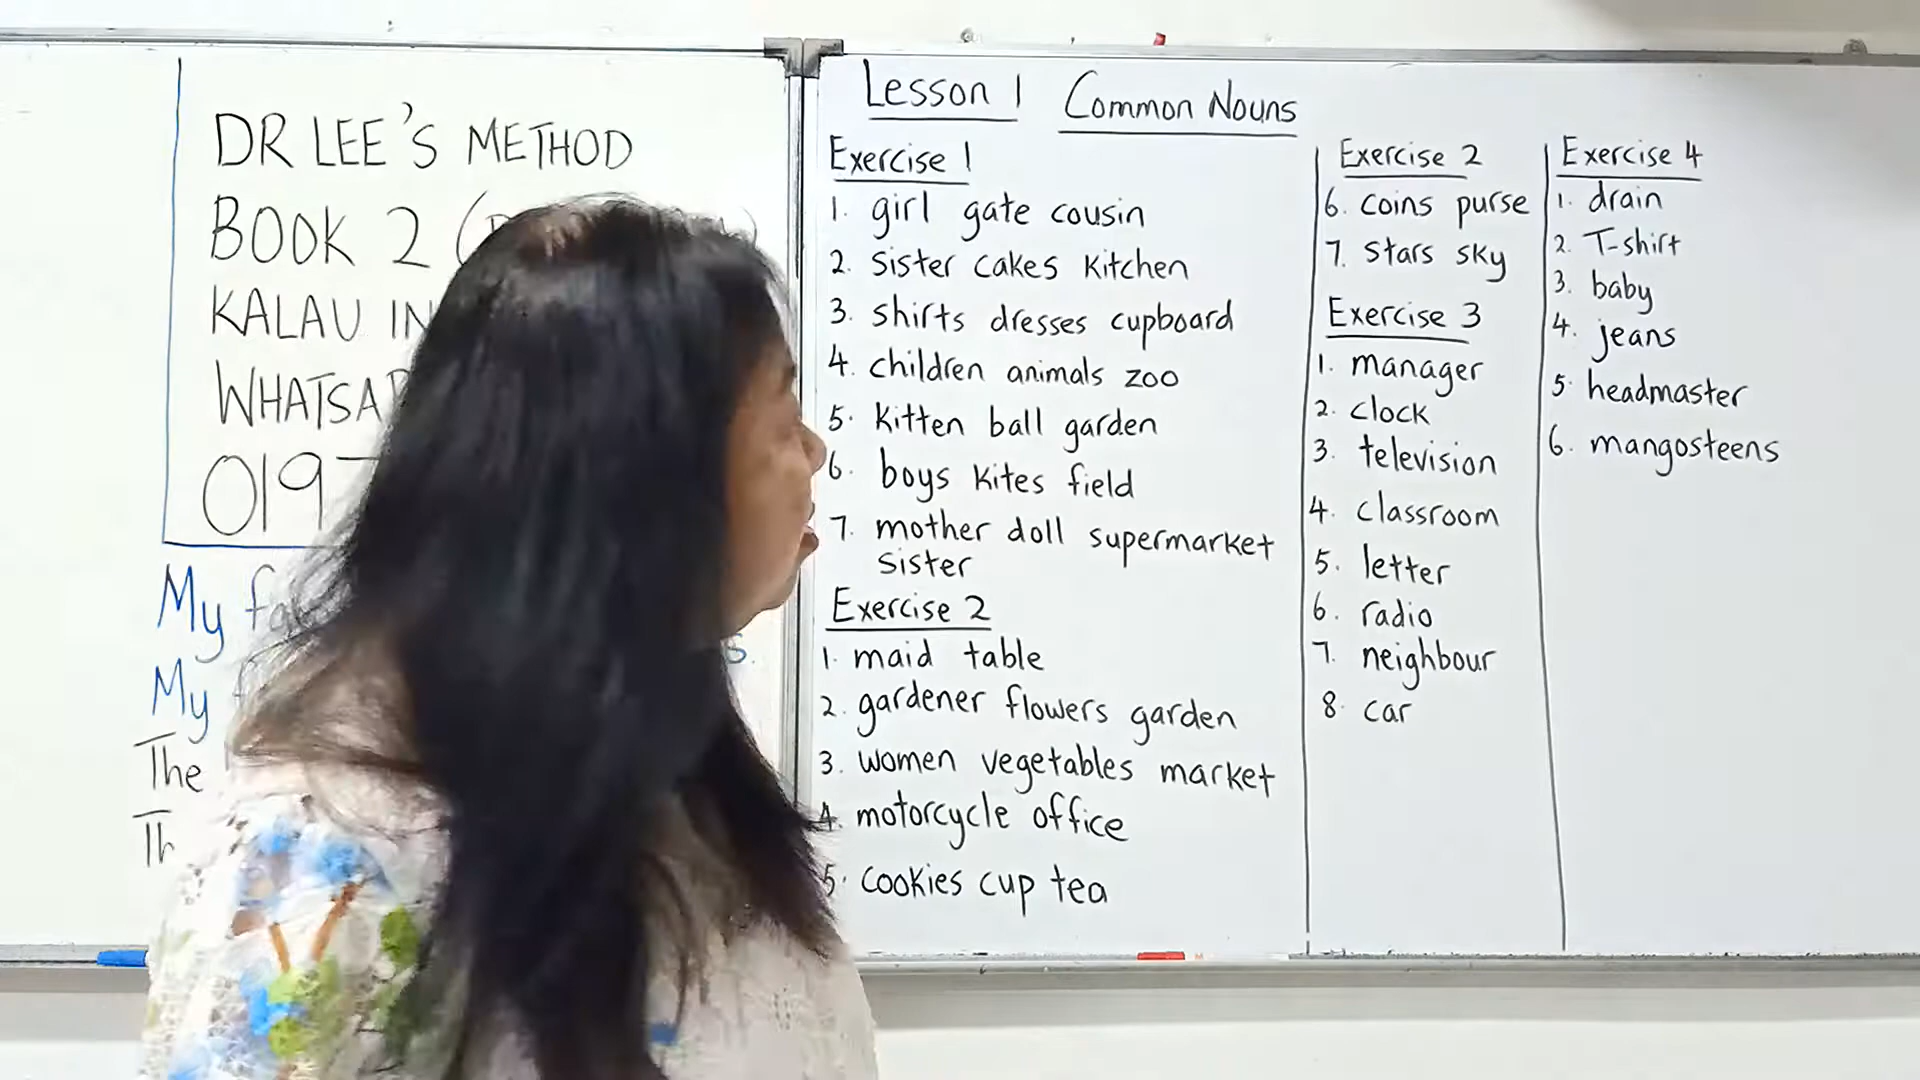 DR LEE'S METHOD
BOOK 2 (
KALAU
WHATSAP
019
My
My
The
Lesson 1 Common Nouns
Exercise 1
1. girl gate cousin
2. sister cakes kitchen
3. shirts dresses cupboard
4. children animals zoo
5. kitten ball garden
6. boys kites field
7. mother doll supermarket
sister
Exercise 2
1. maid table
2. gardener flowers garden
3. women vegetables market
4. motorcycle office
5. cookies cup tea
Exercise 2
6. coins purse
7. stars sky
Exercise 3
1. manager
2. clock
3. television
4. classroom
5. letter
6. radio
7. neighbour
8. car
Exercise 4
1. drain
2. T-shirt
3. baby
4. jeans
5. headmaster
6. mangosteens